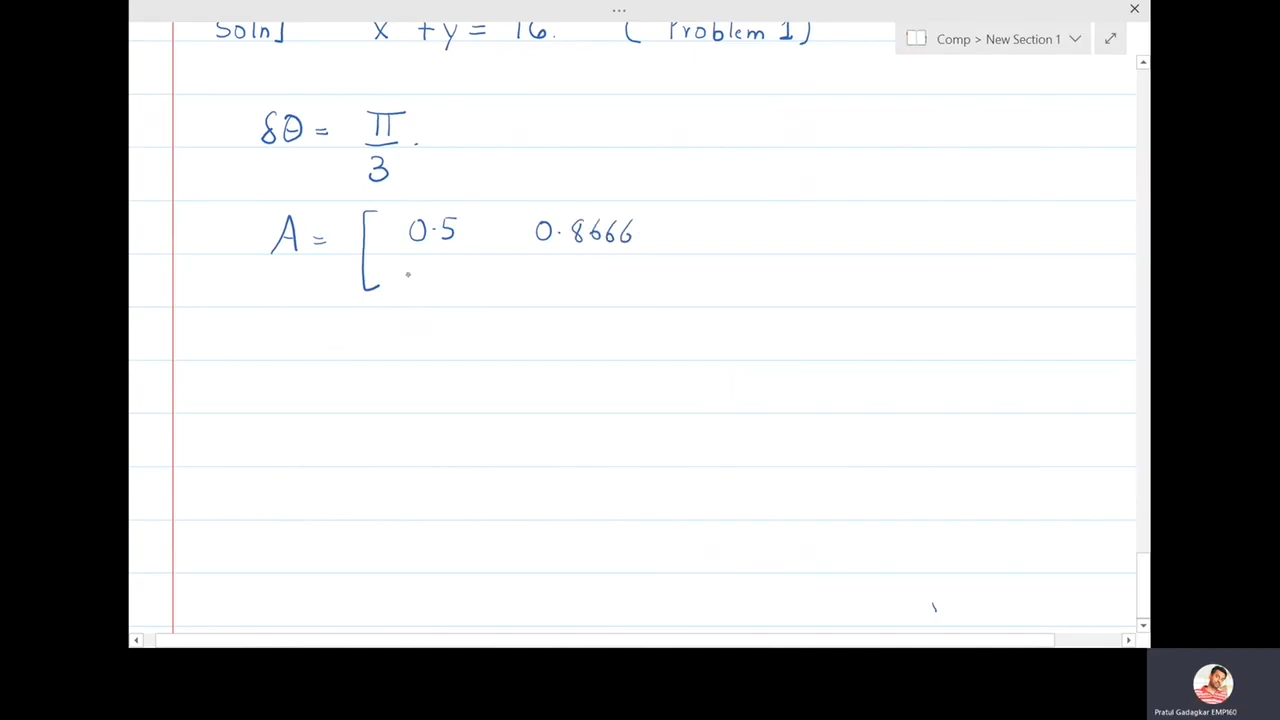 Comp > New Section 1
Soln] x + y = 16. ( Problem 1)
δθ = π
3
.
A = [ 0.5 0.8666
Pratul Gadagkar EMP160